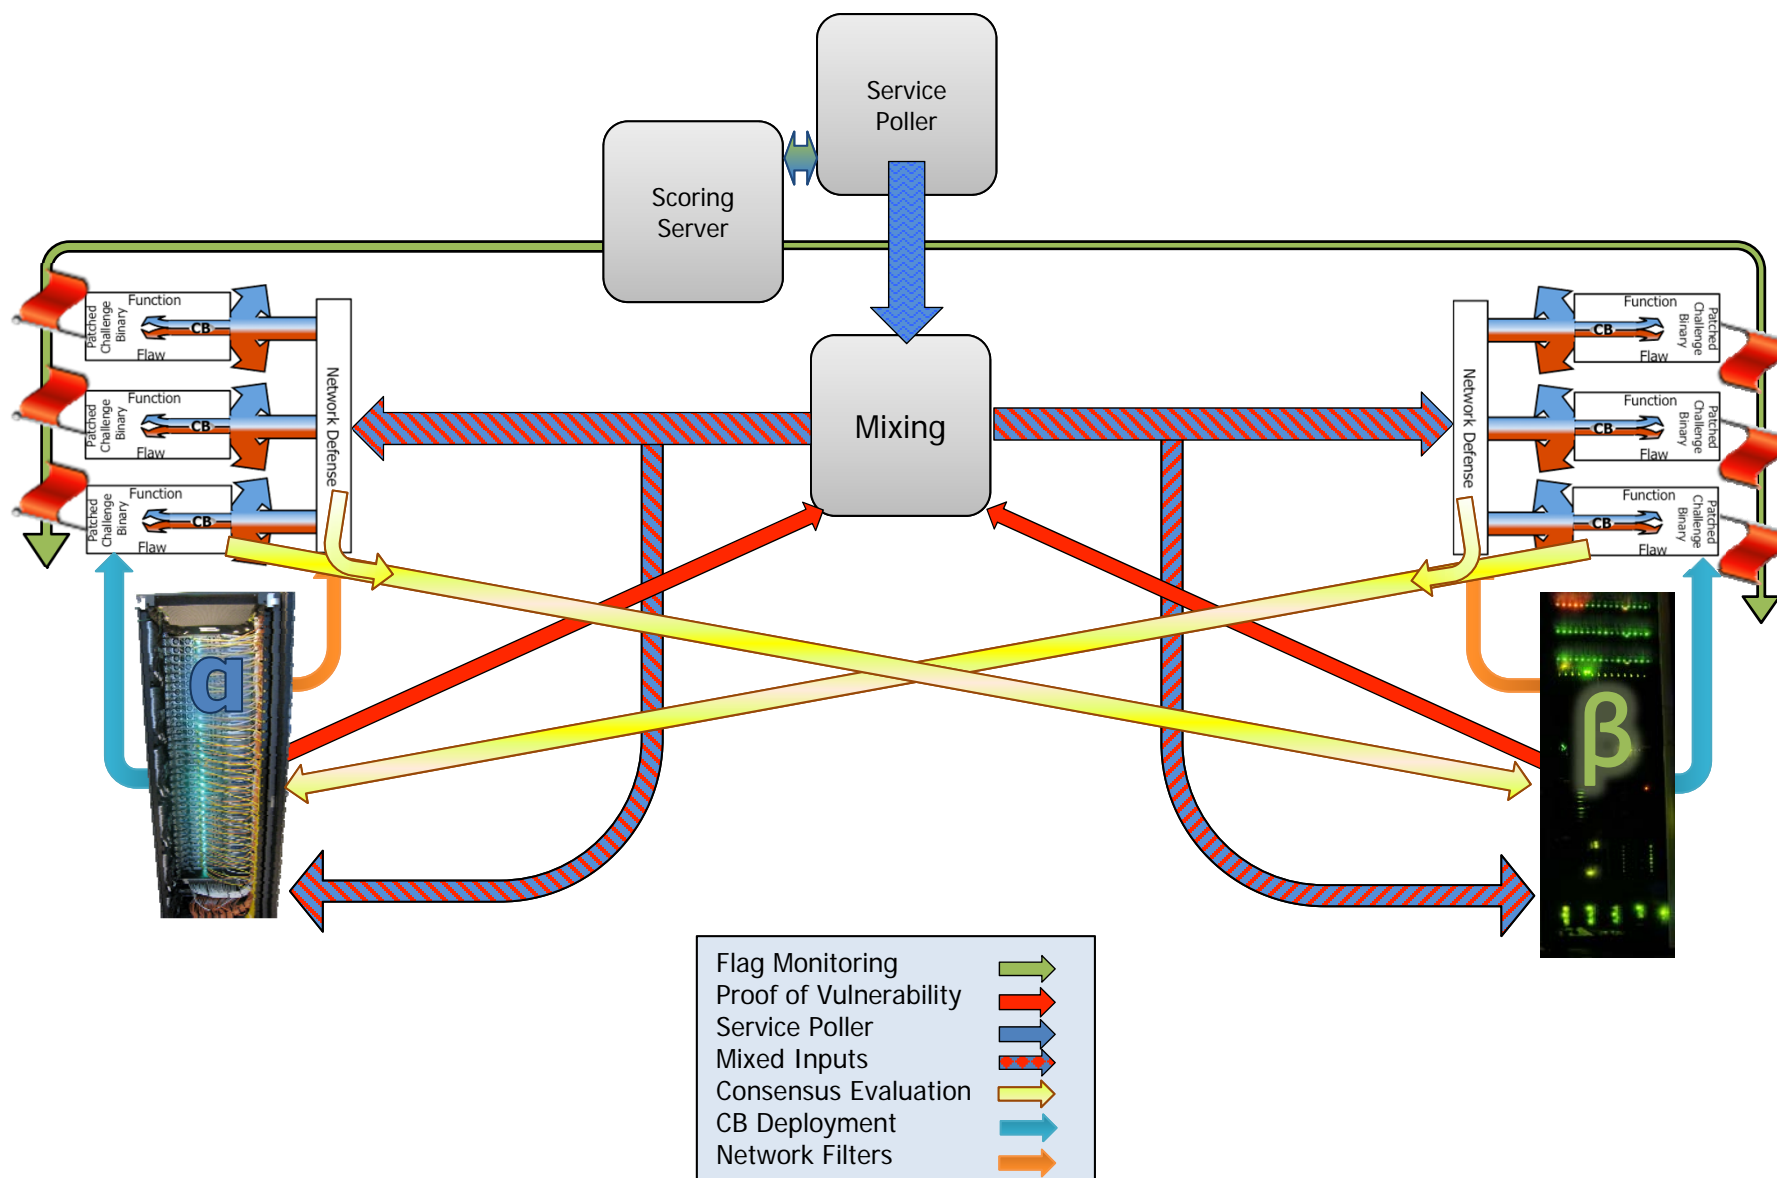 Service
Poller
Scoring
Server
Mixing
Patched
Challenge
Binary
Function
CB
Flaw
Patched
Challenge
Binary
Function
CB
Flaw
Patched
Challenge
Binary
Function
CB
Flaw
Network Defense
α
Network Defense
Function
CB
Flaw
Patched
Challenge
Binary
Function
CB
Flaw
Patched
Challenge
Binary
Function
CB
Flaw
Patched
Challenge
Binary
β
Flag Monitoring
Proof of Vulnerability
Service Poller
Mixed Inputs
Consensus Evaluation
CB Deployment
Network Filters